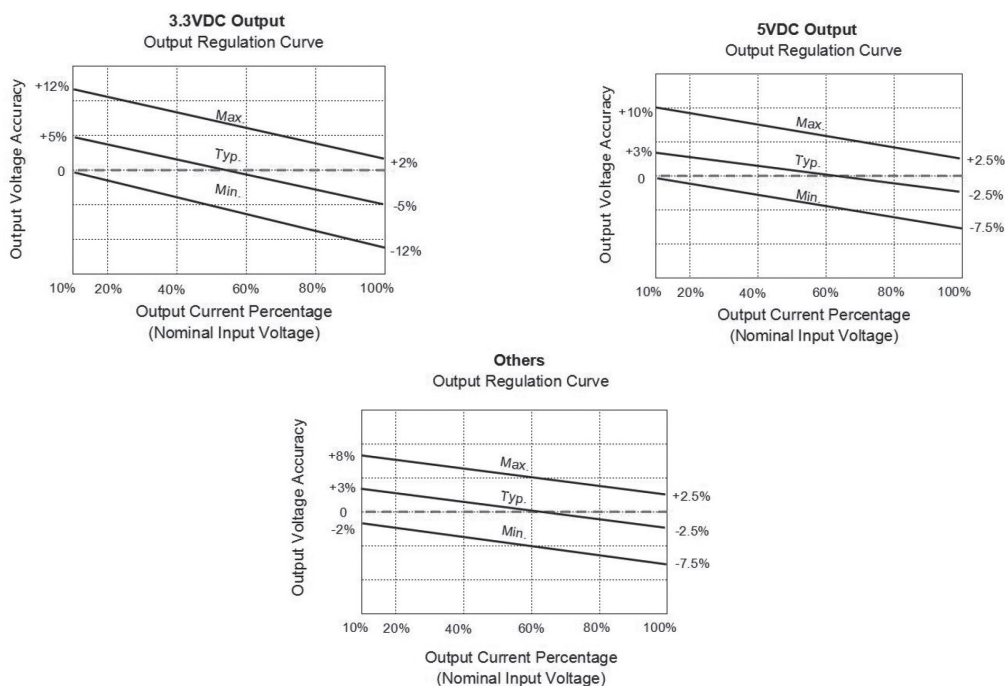 3.3VDC Output
Output Regulation Curve
Output Voltage Accuracy
+12%
+5%
0
Max.
Typ.
Min.
+2%
-5%
-12%
10% 20% 40% 60% 80% 100%
Output Current Percentage
(Nominal Input Voltage)
5VDC Output
Output Regulation Curve
Output Voltage Accuracy
+10%
+3%
0
Max.
Typ.
Min.
+2.5%
-2.5%
-7.5%
10% 20% 40% 60% 80% 100%
Output Current Percentage
(Nominal Input Voltage)
Others
Output Regulation Curve
Output Voltage Accuracy
+8%
+3%
0
-2%
Max.
Typ.
Min.
+2.5%
-2.5%
-7.5%
10% 20% 40% 60% 80% 100%
Output Current Percentage
(Nominal Input Voltage)